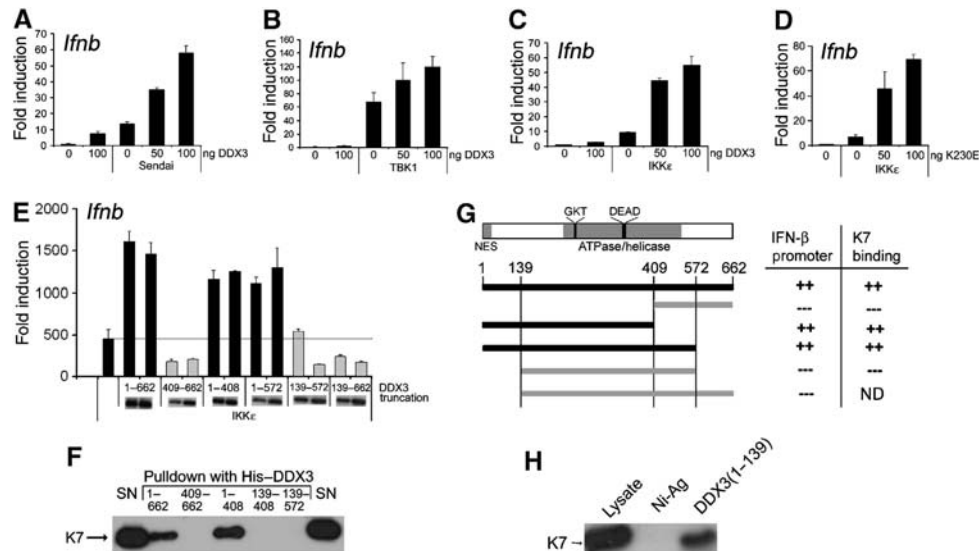 A
Ifnb
Fold induction
70
60
50
40
30
20
10
0
0 100 0 50 100 ng DDX3
Sendai
B
Ifnb
Fold induction
160
140
120
100
80
60
40
20
0
0 100 0 50 100 ng DDX3
TBK1
C
Ifnb
Fold induction
70
60
50
40
30
20
10
0
0 100 0 50 100 ng DDX3
IKKε
D
Ifnb
Fold induction
80
60
40
20
0
0 0 50 100 ng K230E
IKKε
E
Ifnb
Fold induction
2000
1500
1000
500
0
1–662 409–662 1–408 1–572 139–572 139–662 DDX3
truncation
IKKε
G
GKT DEAD
NES ATPase/helicase
1 139 409 572 662
IFN-β K7
promoter binding
++ ++
--- ---
++ ++
++ ++
--- ---
--- ND
F
Pulldown with His–DDX3
SN 1– 409– 1– 139– 139– SN
662 662 408 408 572
K7
H
Lysate Ni-Ag DDX3(1–139)
K7